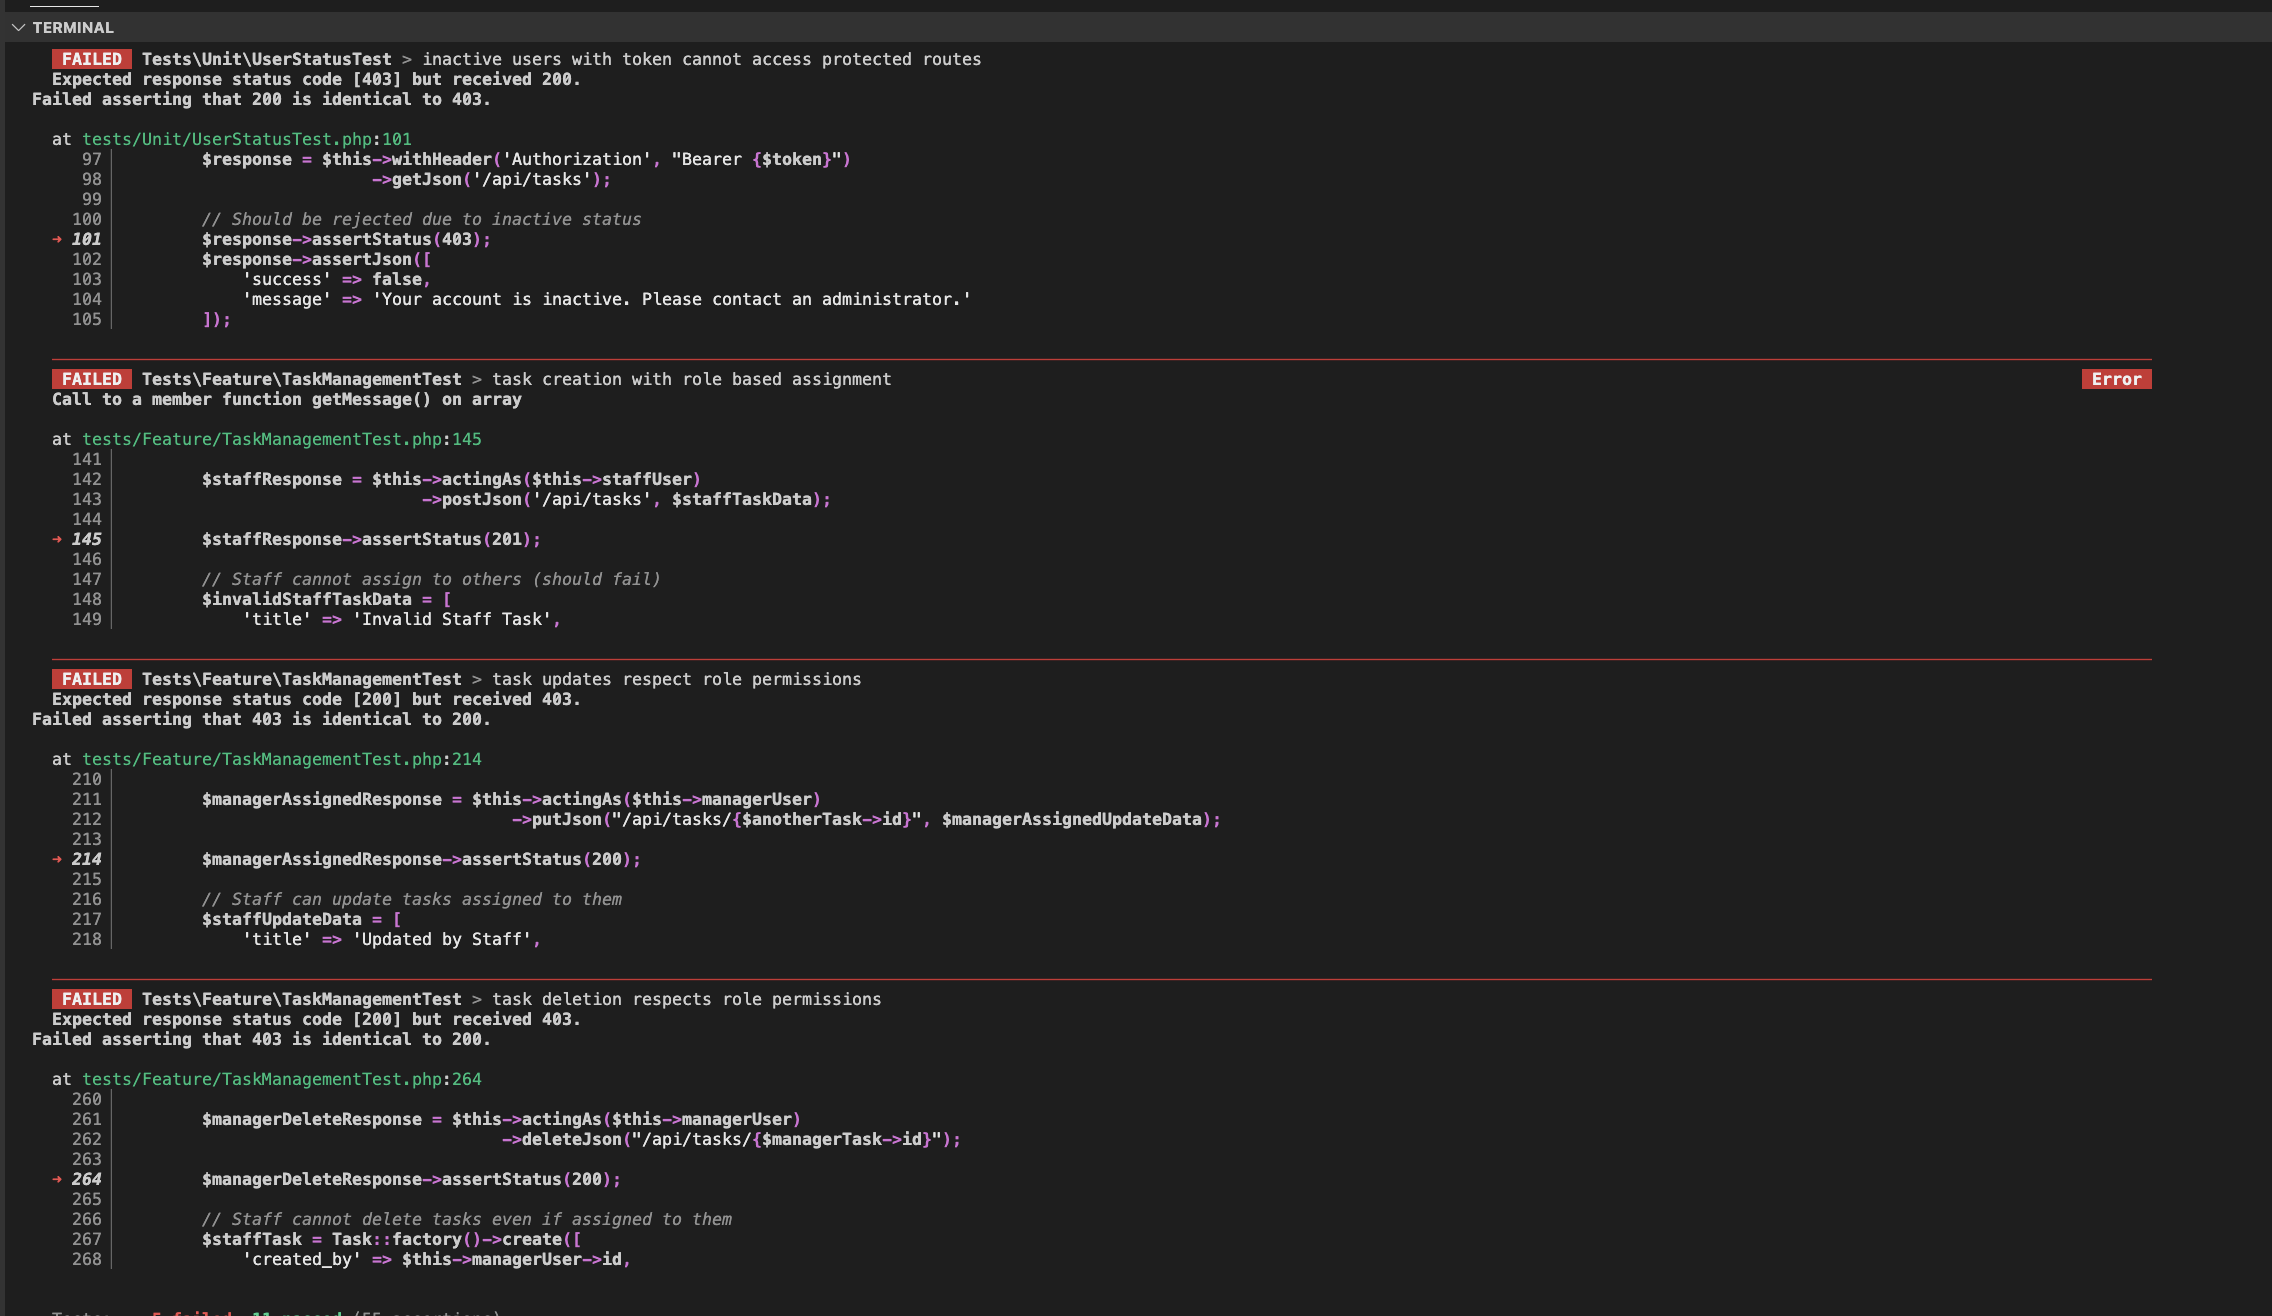 TERMINAL
FAILED Tests\Unit\UserStatusTest > inactive users with token cannot access protected routes
Expected response status code [403] but received 200.
Failed asserting that 200 is identical to 403.
at tests/Unit/UserStatusTest.php:101
97 $response = $this->withHeader('Authorization', "Bearer {$token}")
98 ->getJson('/api/tasks');
99
100 // Should be rejected due to inactive status
→ 101 $response->assertStatus(403);
102 $response->assertJson([
103 'success' => false,
104 'message' => 'Your account is inactive. Please contact an administrator.'
105 ]);
FAILED Tests\Feature\TaskManagementTest > task creation with role based assignment Error
Call to a member function getMessage() on array
at tests/Feature/TaskManagementTest.php:145
141
142 $staffResponse = $this->actingAs($this->staffUser)
143 ->postJson('/api/tasks', $staffTaskData);
144
→ 145 $staffResponse->assertStatus(201);
146
147 // Staff cannot assign to others (should fail)
148 $invalidStaffTaskData = [
149 'title' => 'Invalid Staff Task',
FAILED Tests\Feature\TaskManagementTest > task updates respect role permissions
Expected response status code [200] but received 403.
Failed asserting that 403 is identical to 200.
at tests/Feature/TaskManagementTest.php:214
210
211 $managerAssignedResponse = $this->actingAs($this->managerUser)
212 ->putJson("/api/tasks/{$anotherTask->id}", $managerAssignedUpdateData);
213
→ 214 $managerAssignedResponse->assertStatus(200);
215
216 // Staff can update tasks assigned to them
217 $staffUpdateData = [
218 'title' => 'Updated by Staff',
FAILED Tests\Feature\TaskManagementTest > task deletion respects role permissions
Expected response status code [200] but received 403.
Failed asserting that 403 is identical to 200.
at tests/Feature/TaskManagementTest.php:264
260
261 $managerDeleteResponse = $this->actingAs($this->managerUser)
262 ->deleteJson("/api/tasks/{$managerTask->id}");
263
→ 264 $managerDeleteResponse->assertStatus(200);
265
266 // Staff cannot delete tasks even if assigned to them
267 $staffTask = Task::factory()->create([
268 'created_by' => $this->managerUser->id,
Tests: 5 failed, 11 passed (55 assertions)